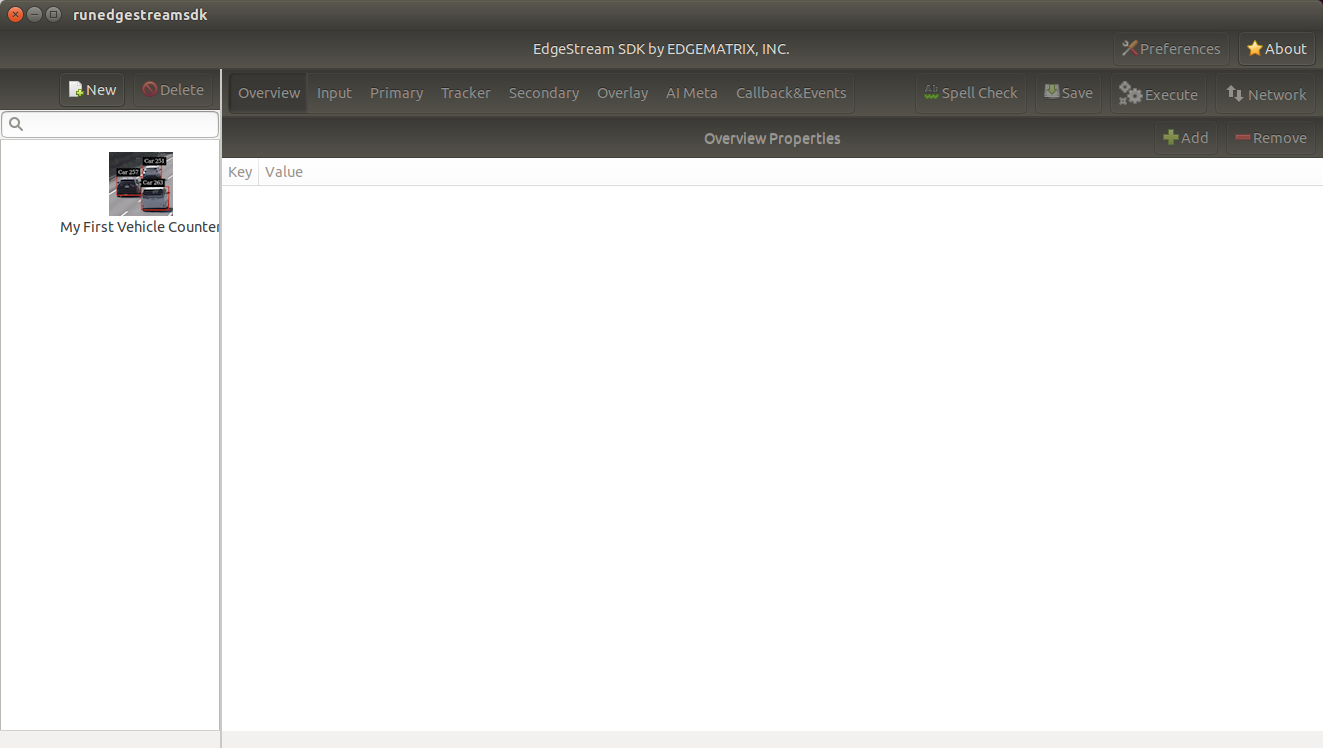 runedgestreamsdk
EdgeStream SDK by EDGEMATRIX, INC.
Preferences
About
New
Delete
Overview
Input
Primary
Tracker
Secondary
Overlay
AI Meta
Callback&Events
Spell Check
Save
Execute
Network
Overview Properties
Add
Remove
Key
Value
Car 251
Car 257
Car 263
My First Vehicle Counter